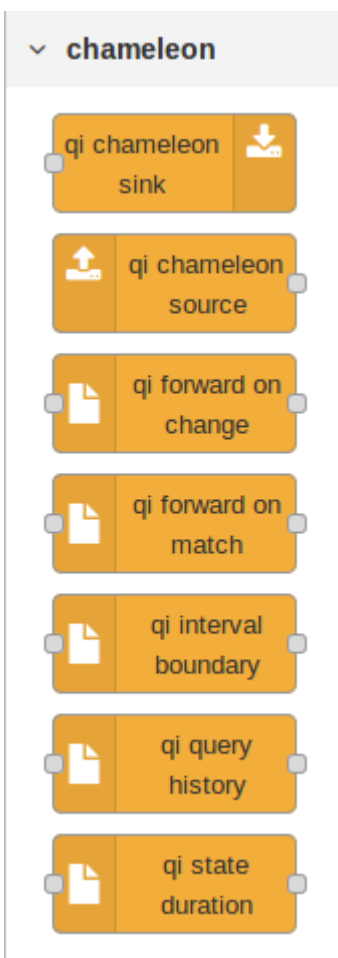 chameleon
qi chameleon
sink
qi chameleon
source
qi forward on
change
qi forward on
match
qi interval
boundary
qi query
history
qi state
duration